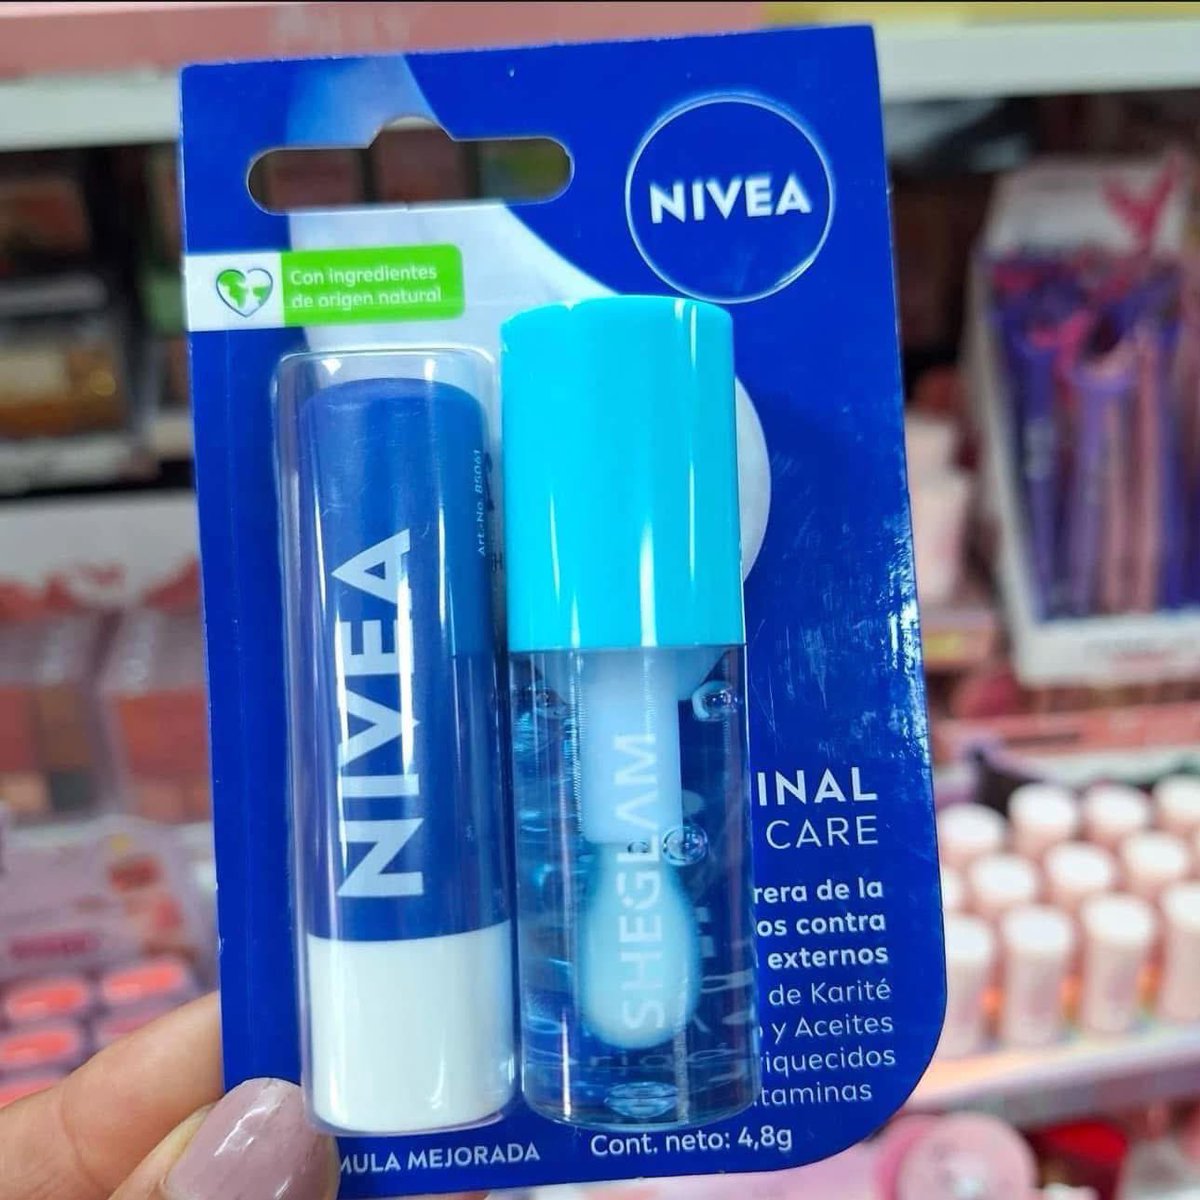 NIVEA
Con ingredientes
de origen natural
Art.-No. 85061
NIVEA
SHEGLAM
INAL
CARE
rera de la
os contra
externos
de Karité
y Aceites
riquecidos
taminas
MULA MEJORADA
Cont. neto: 4,8g